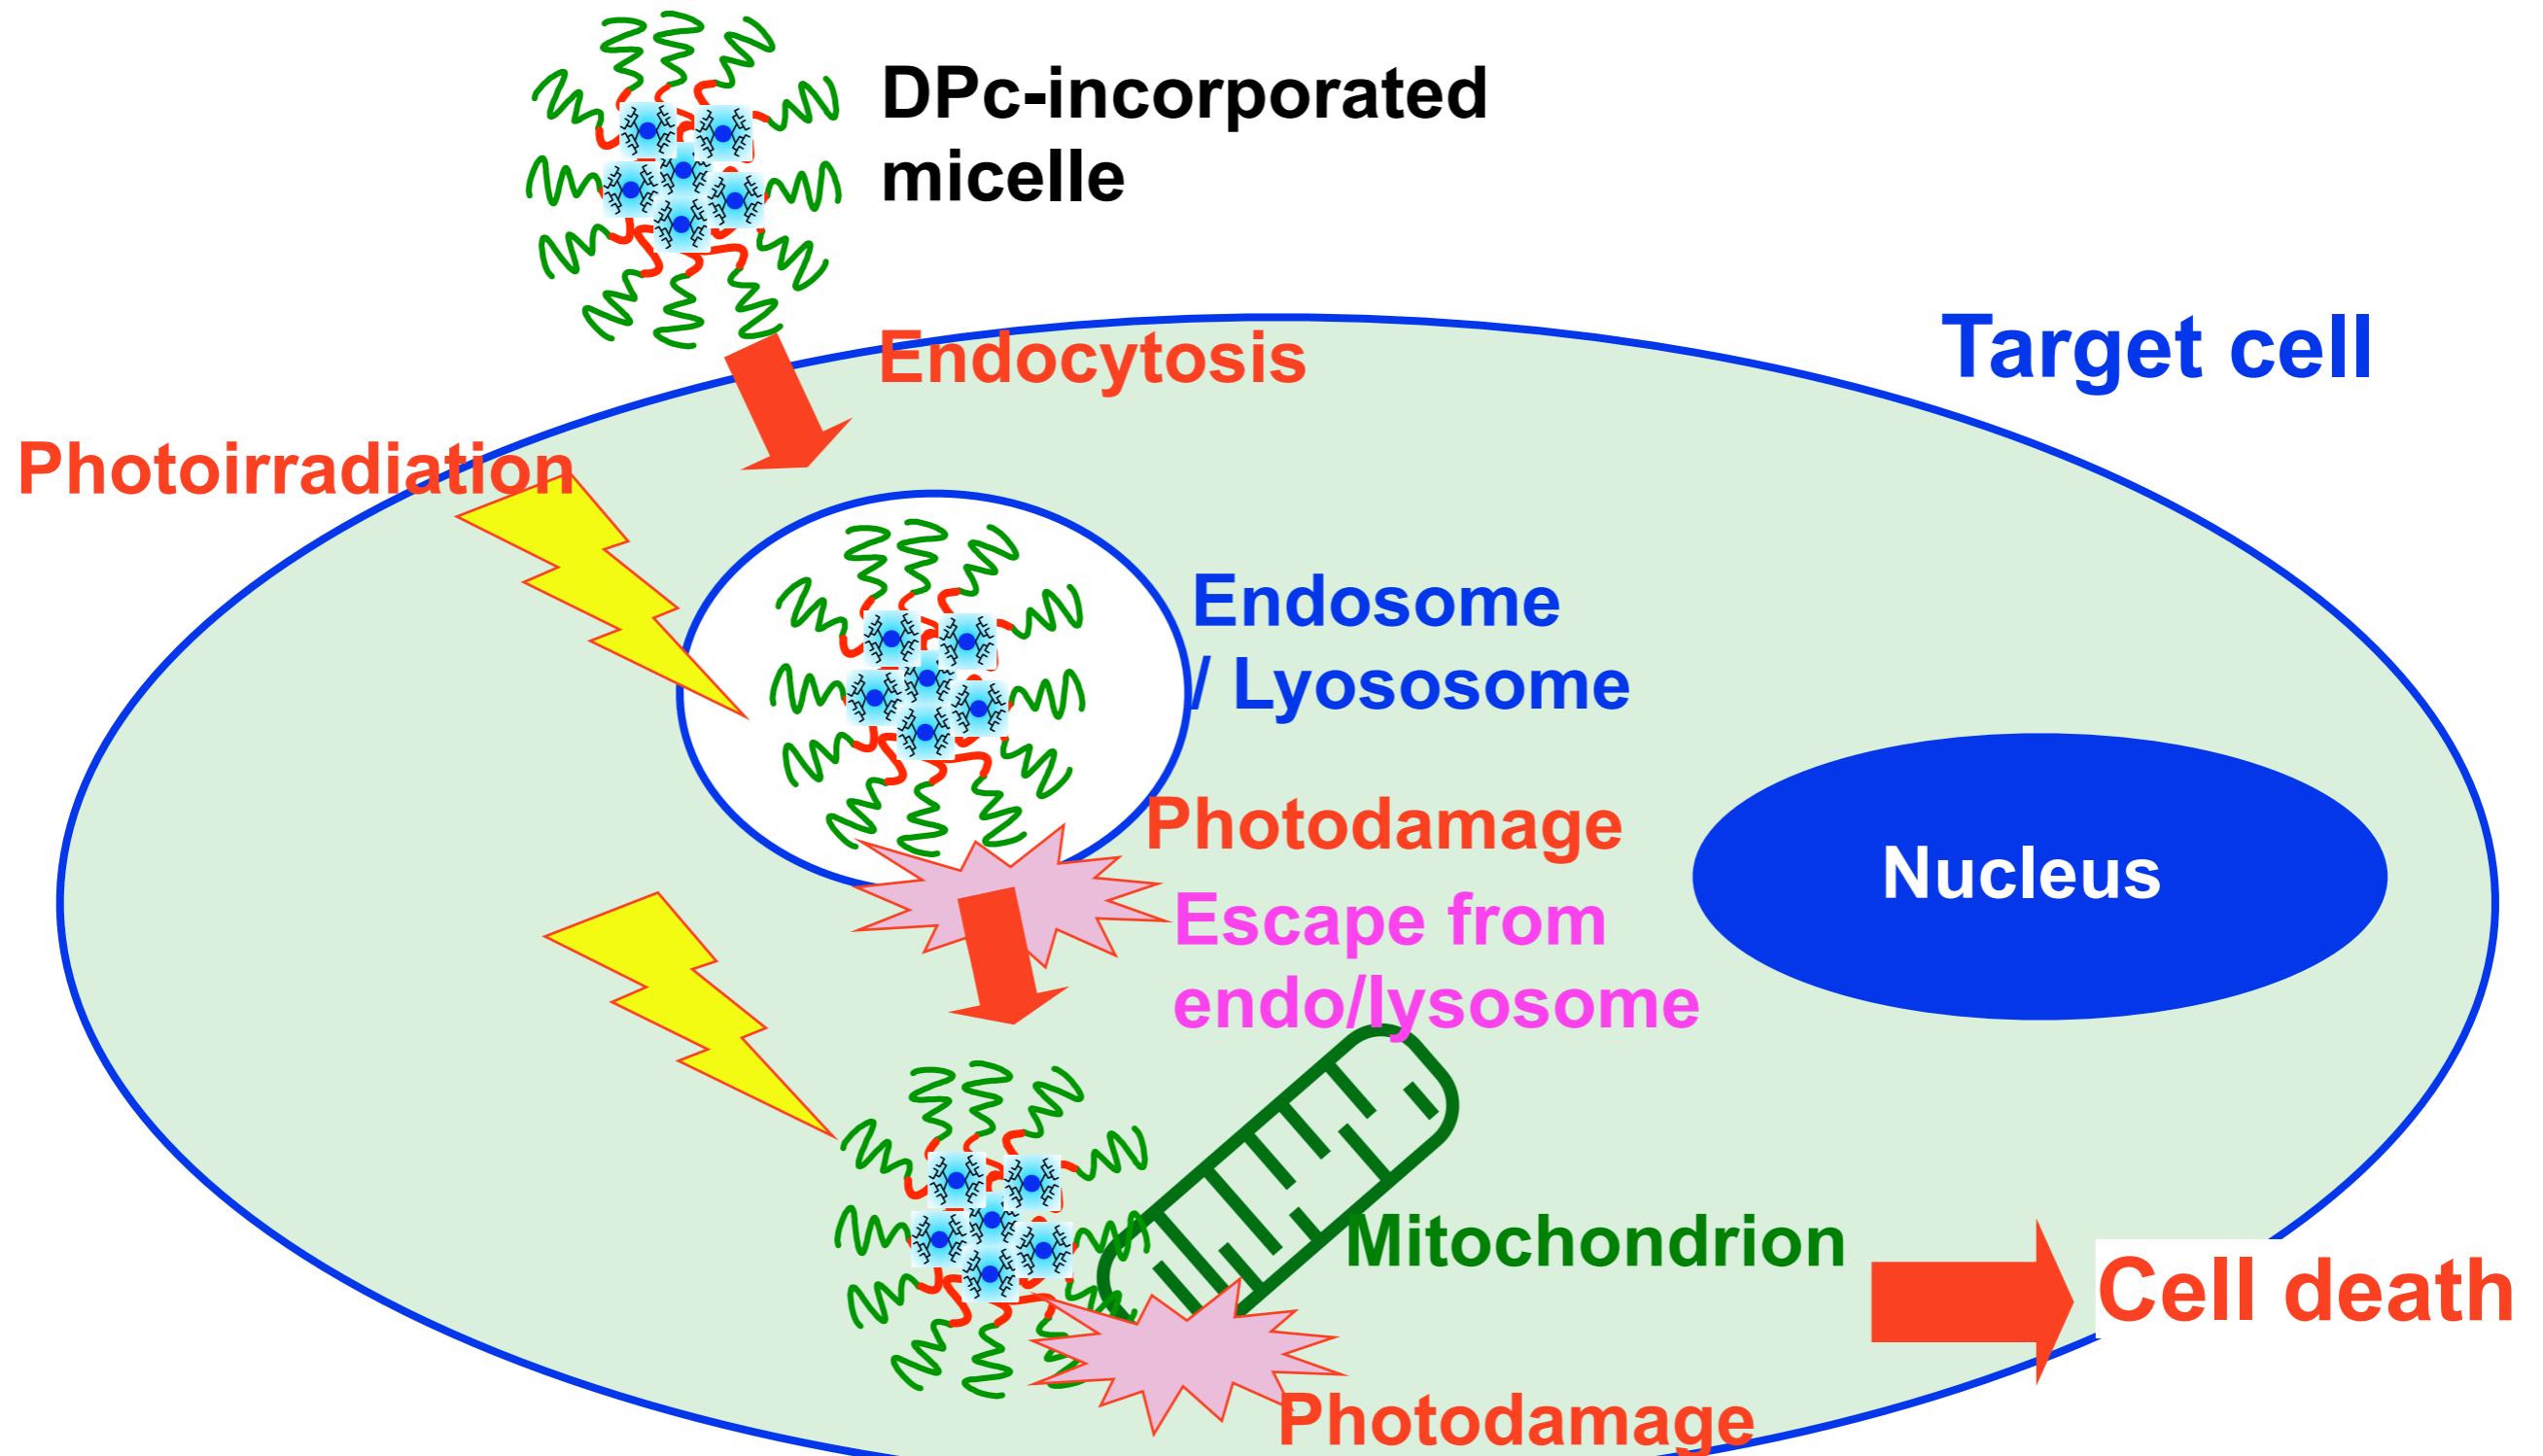 DPc-incorporated
micelle
Endocytosis
Target cell
Photoirradiation
Endosome
/ Lyososome
Photodamage
Escape from
endo/lysosome
Nucleus
Mitochondrion
Cell death
Photodamage